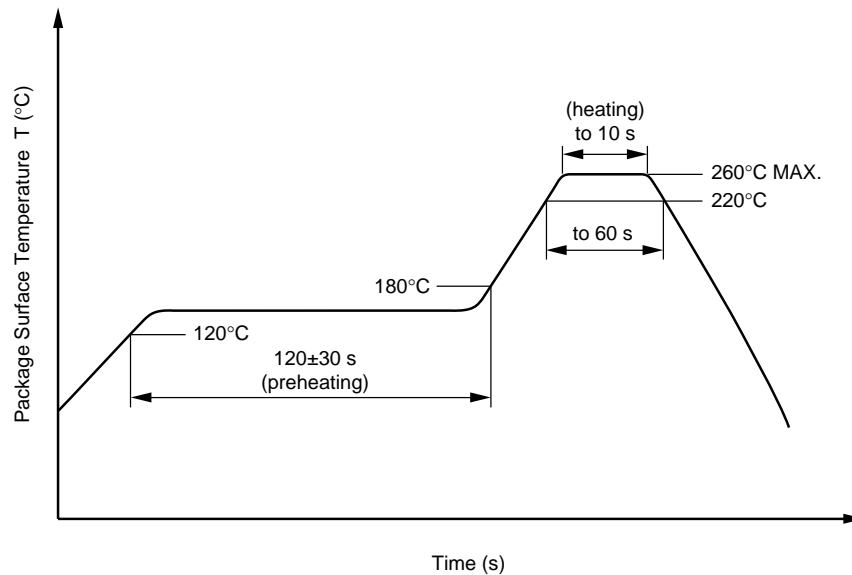 Package Surface Temperature T (°C)
(heating)
to 10 s
260°C MAX.
220°C
to 60 s
180°C
120°C
120±30 s
(preheating)
Time (s)